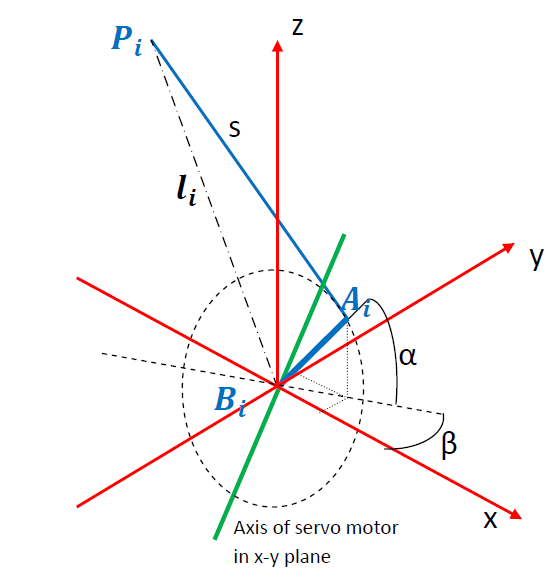 z
P i
s
l i
y
A i
α
B i
β
x
Axis of servo motor
in x-y plane